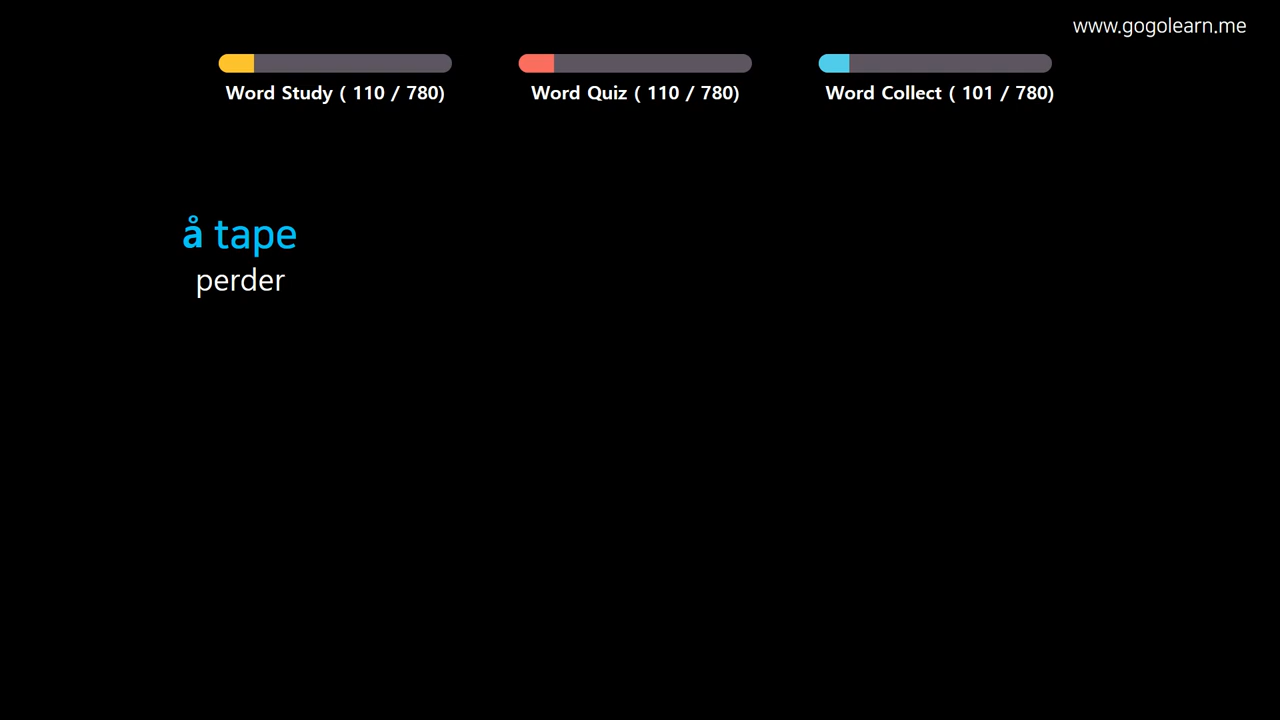 www.gogolearn.me
Word Study ( 110 / 780)
Word Quiz ( 110 / 780)
Word Collect ( 101 / 780)
å tape
perder